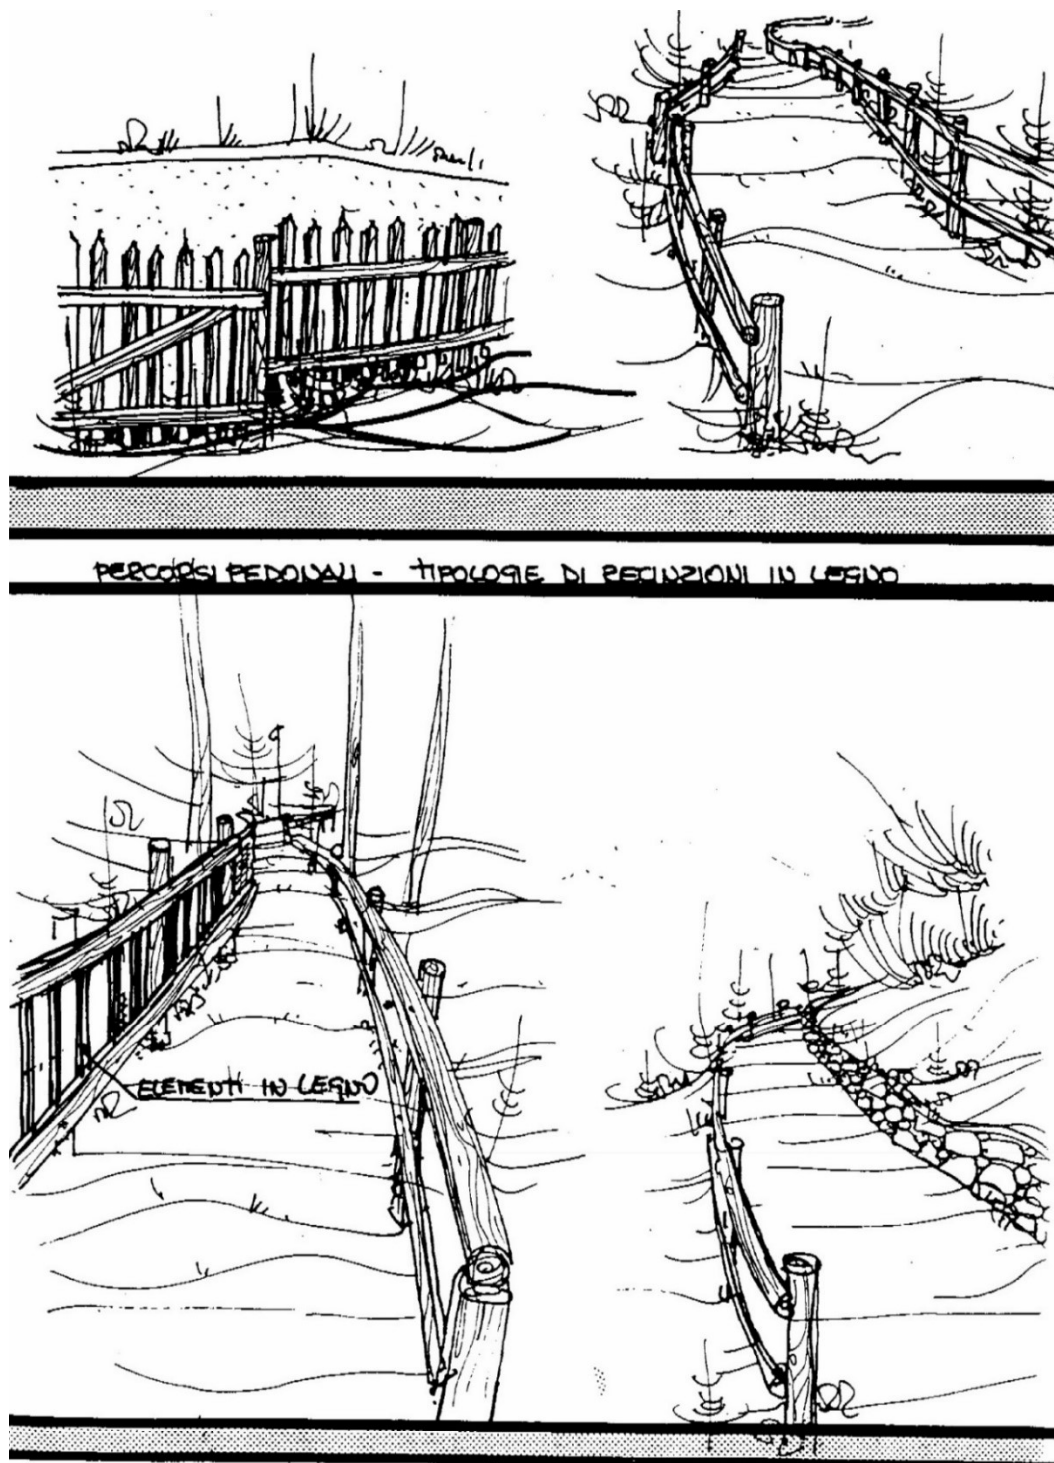 PERCORSI PEDONALI - TIPOLOGIE DI RECINZIONI IN LEGNO
ELEMENTI IN LEGNO